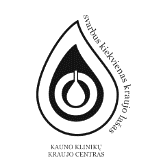 svarbus kiekvienas kraujo lašas
KAUNO KLINIKŲ
KRAUJO CENTRAS